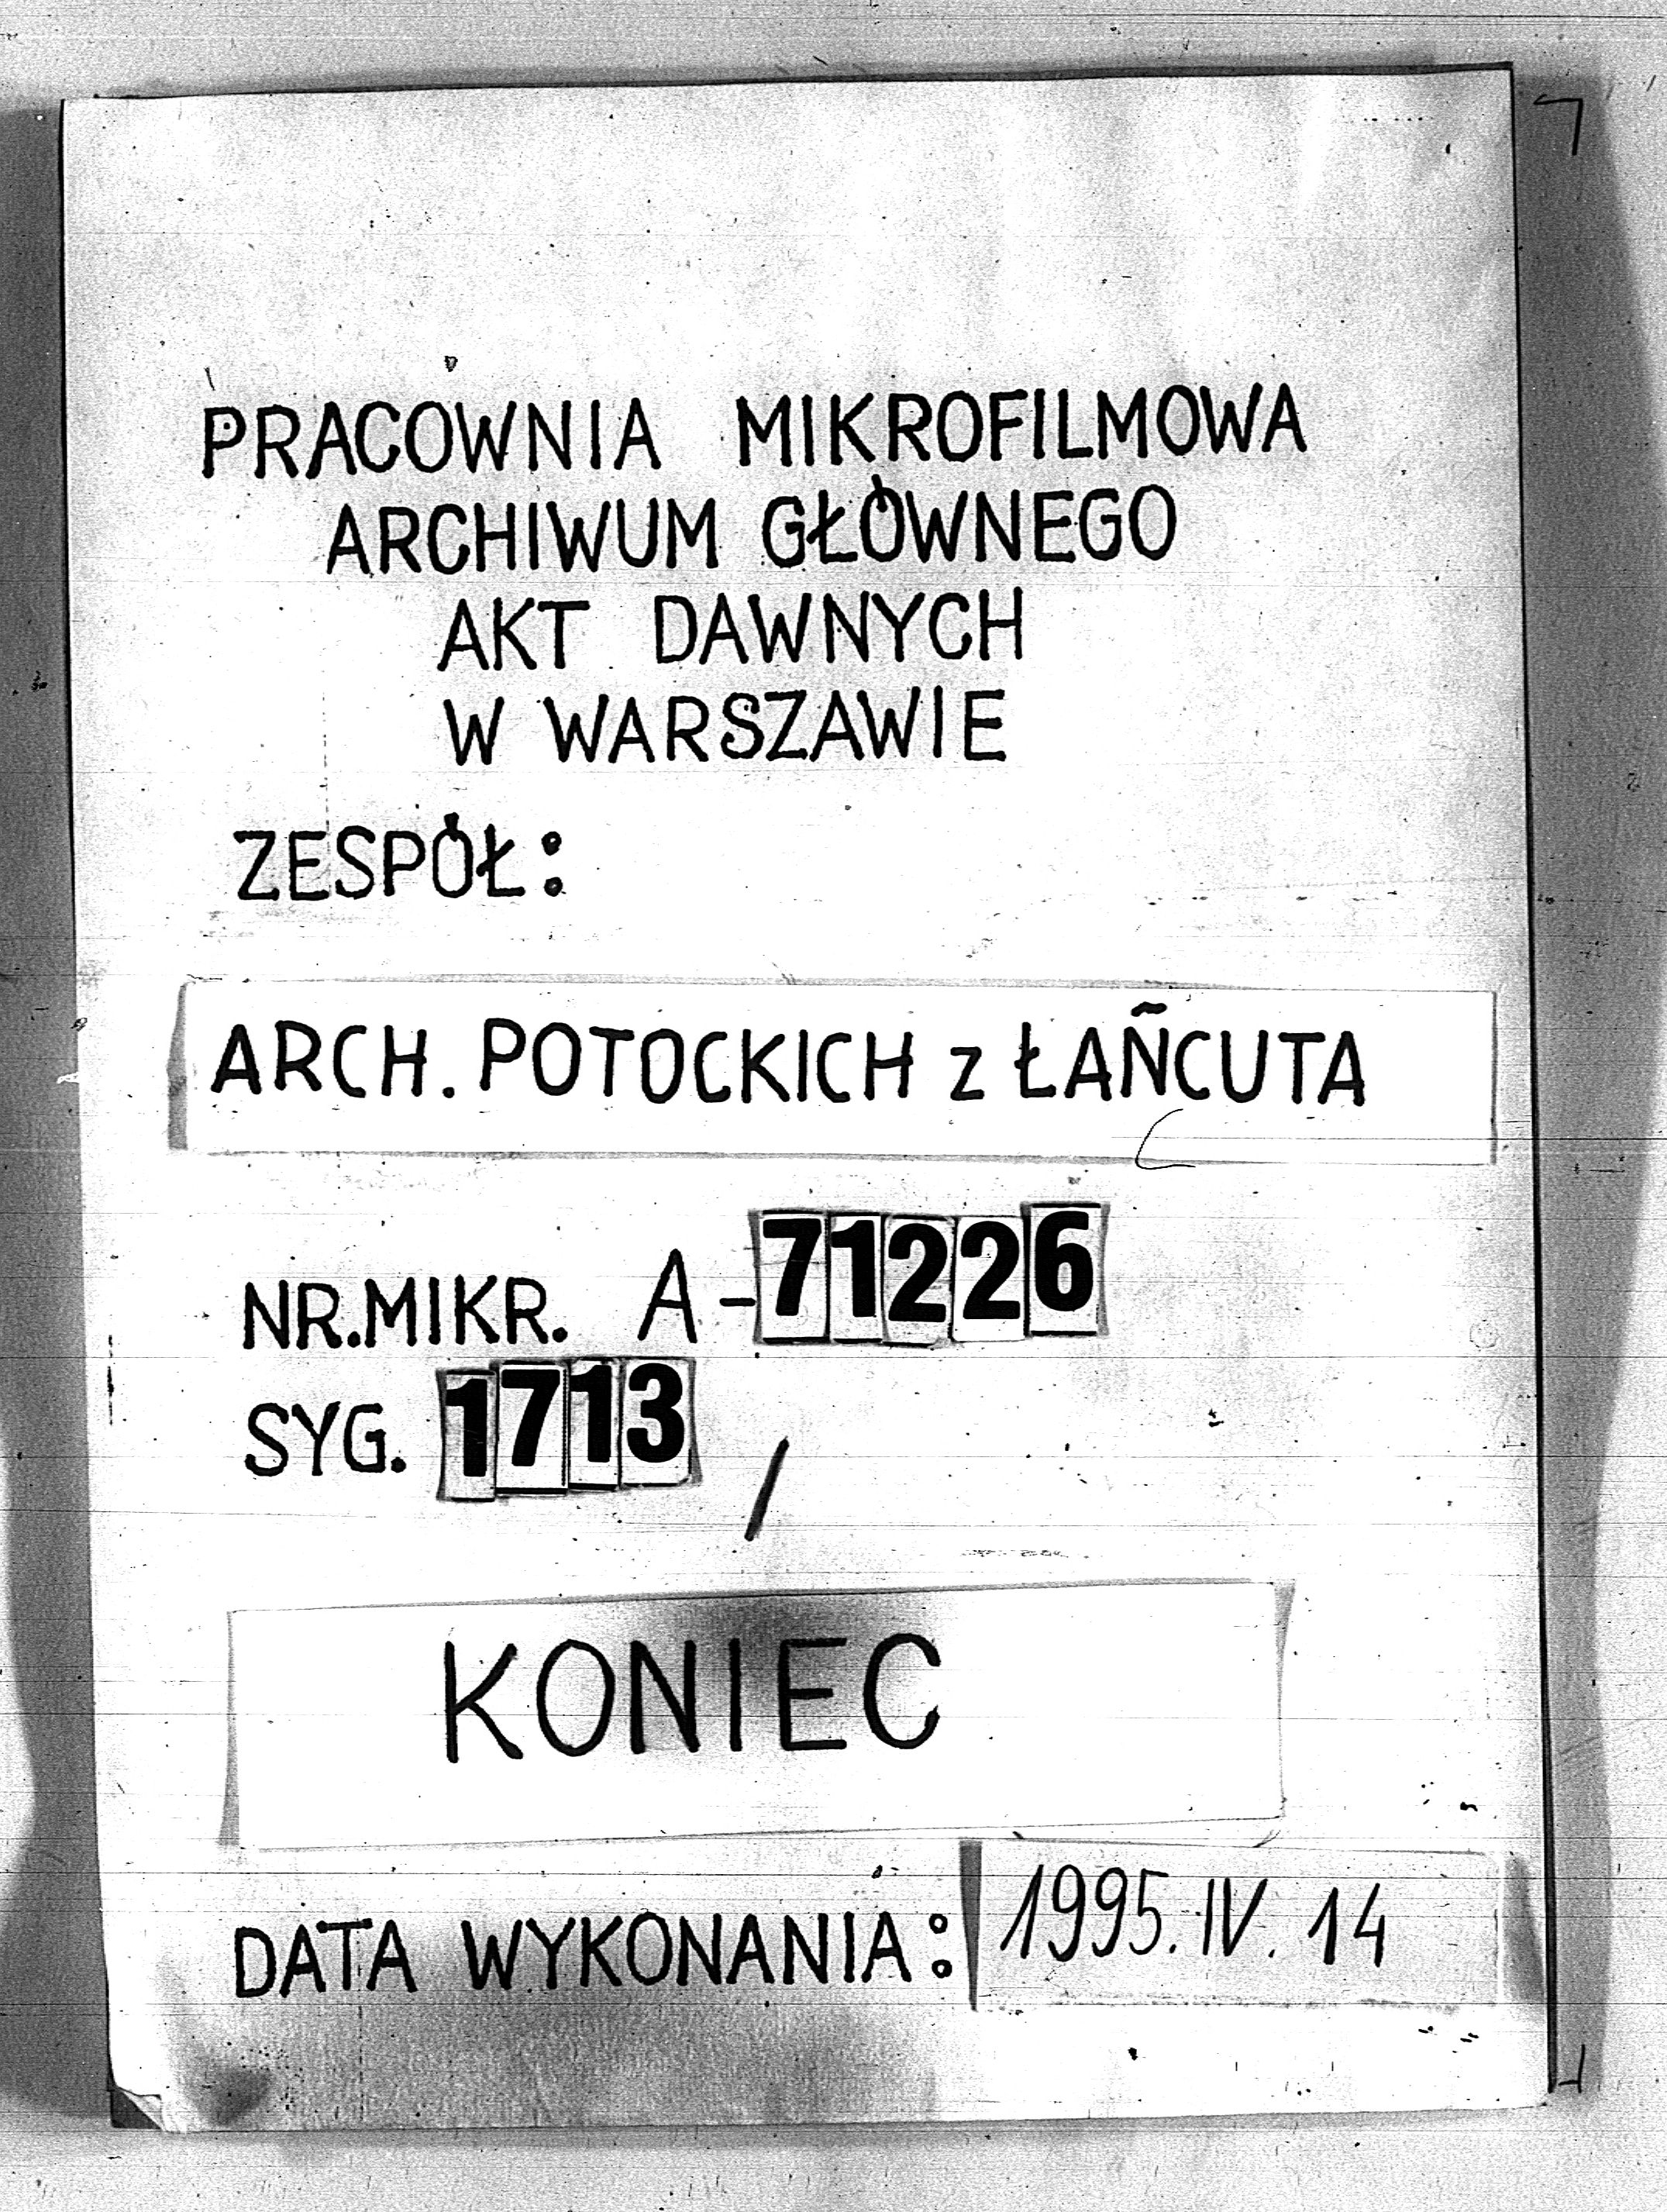 PRACOWNIA MIKROFILMOWA
ARCHIWUM GŁÓWNEGO
AKT DAWNYCH
W WARSZAWIE
ZESPÓŁ:
ARCH. POTOCKICH z ŁAŃCUTA
NR.MIKR. A-71226
SYG. 1713 /
KONIEC
DATA WYKONANIA: 1995.IV.14